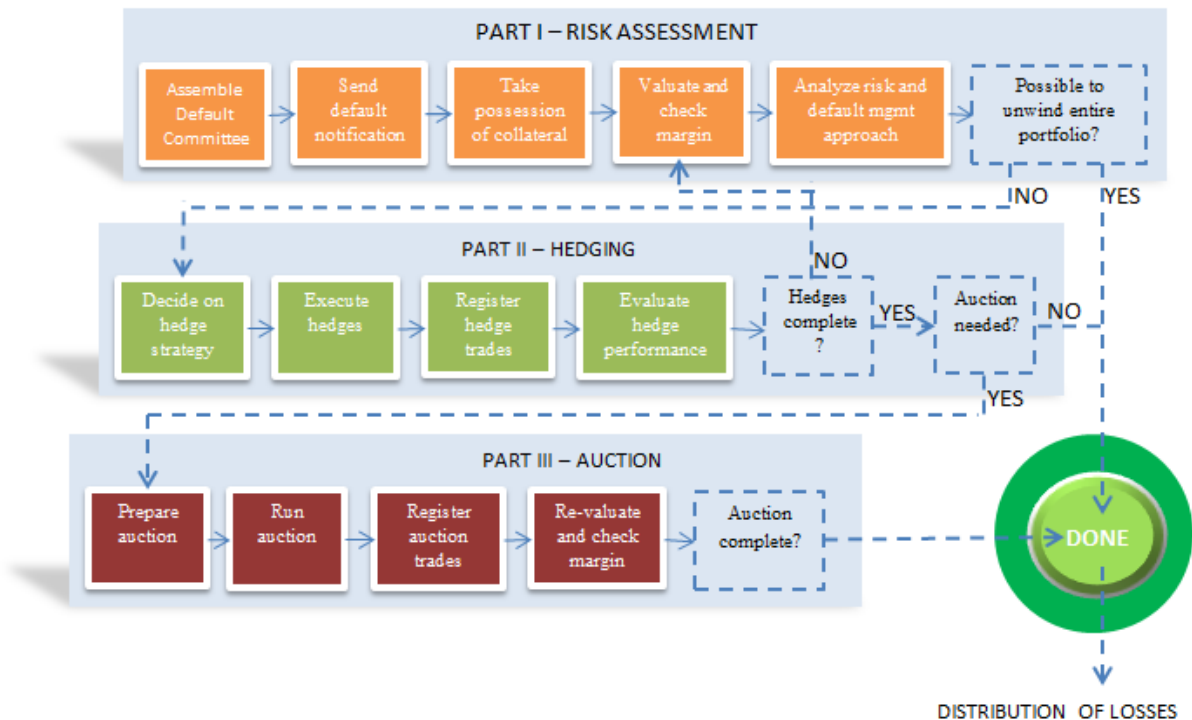 PART I – RISK ASSESSMENT
Assemble
Default
Committee
Send
default
notification
Take
possession
of collateral
Valuate and
check
margin
Analyze risk and
default mgmt
approach
Possible to
unwind entire
portfolio?
NO
YES
PART II – HEDGING
NO
Decide on
hedge
strategy
Execute
hedges
Register
hedge
trades
Evaluate
hedge
performance
Hedges
complete
?
YES
Auction
needed?
NO
YES
PART III – AUCTION
Prepare
auction
Run
auction
Register
auction
trades
Re-valuate
and check
margin
Auction
complete?
DONE
DISTRIBUTION OF LOSSES